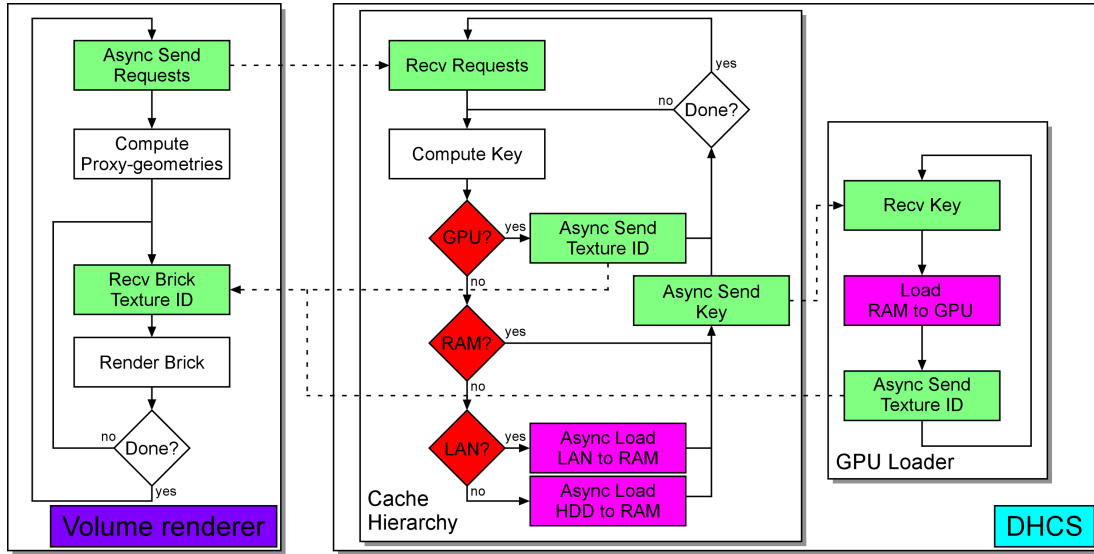 Async Send
Requests
Compute
Proxy-geometries
Recv Brick
Texture ID
Render Brick
Done?
no
yes
Volume renderer
Recv Requests
yes
no
Done?
Compute Key
GPU?
yes
Async Send
Texture ID
no
Async Send
Key
RAM?
yes
no
LAN?
yes
Async Load
LAN to RAM
no
Async Load
HDD to RAM
Cache
Hierarchy
Recv Key
Load
RAM to GPU
Async Send
Texture ID
GPU Loader
DHCS